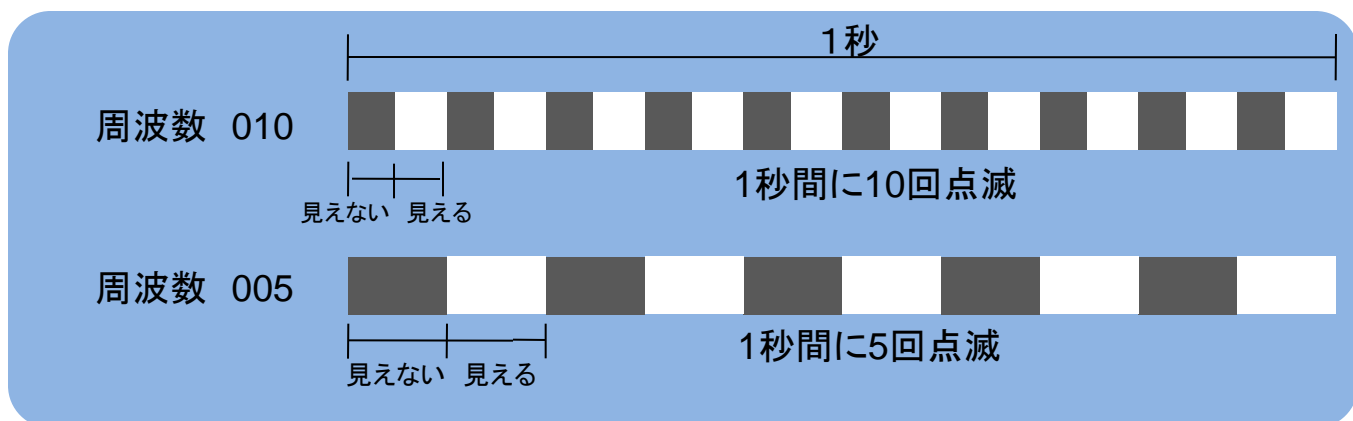 1秒
周波数 010
1秒間に10回点滅
見えない 見える
周波数 005
1秒間に5回点滅
見えない 見える